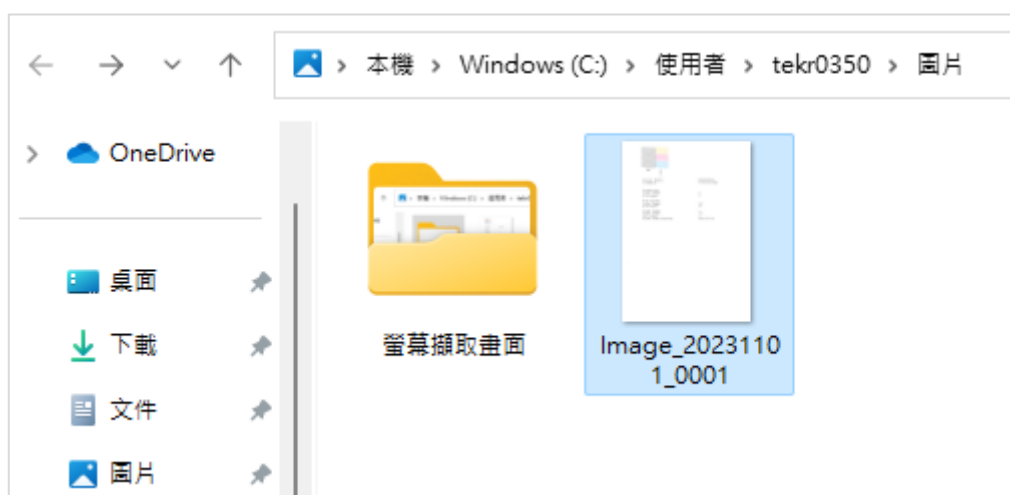 本機 > Windows (C:) > 使用者 > tekr0350 > 圖片
OneDrive
桌面
下載
文件
圖片
螢幕擷取畫面
Image_2023110
1_0001